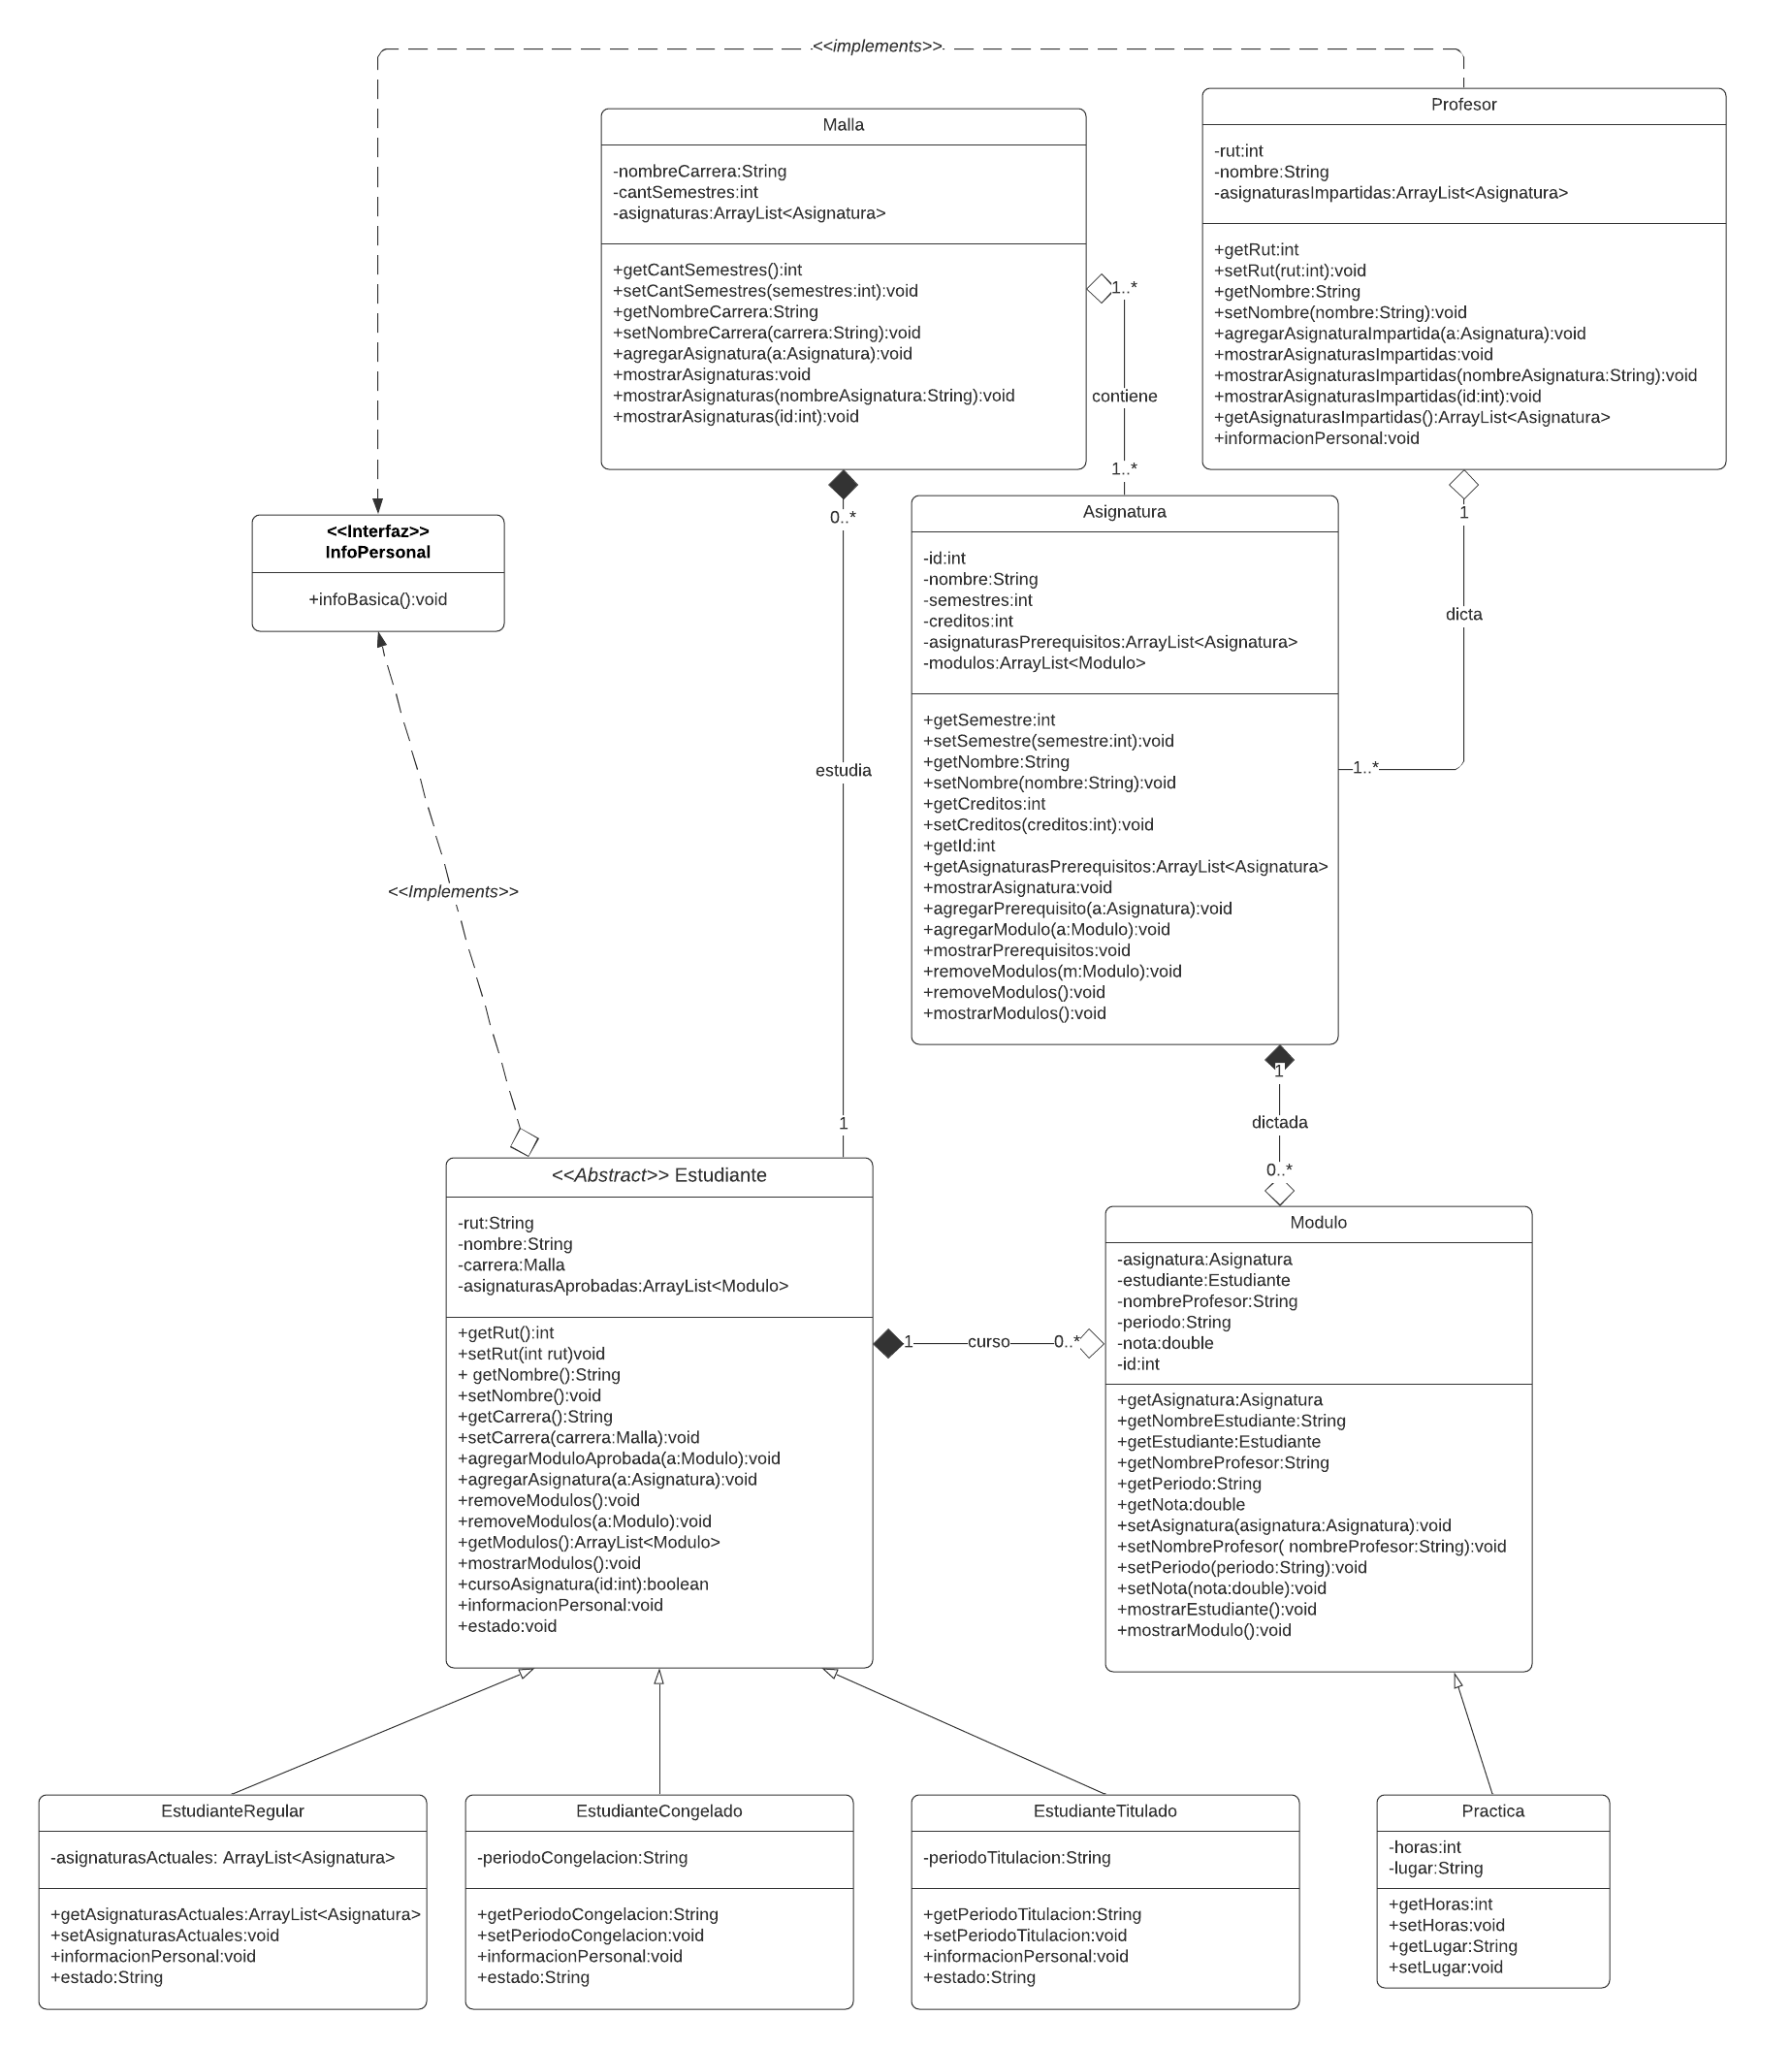 <<implements>>
Malla
-nombreCarrera:String
-cantSemestres:int
-asignaturas:ArrayList<Asignatura>
+getCantSemestres():int
+setCantSemestres(semestres:int):void
+getNombreCarrera:String
+setNombreCarrera(carrera:String):void
+agregarAsignatura(a:Asignatura):void
+mostrarAsignaturas:void
+mostrarAsignaturas(nombreAsignatura:String):void
+mostrarAsignaturas(id:int):void
Profesor
-rut:int
-nombre:String
-asignaturasImpartidas:ArrayList<Asignatura>
+getRut:int
+setRut(rut:int):void
+getNombre:String
+setNombre(nombre:String):void
+agregarAsignaturaImpartida(a:Asignatura):void
+mostrarAsignaturasImpartidas:void
+mostrarAsignaturasImpartidas(nombreAsignatura:String):void
+mostrarAsignaturasImpartidas(id:int):void
+getAsignaturasImpartidas():ArrayList<Asignatura>
+informacionPersonal:void
1..*
contiene
1..*
0..*
estudia
1
1
dicta
1..*
<<Interfaz>>
InfoPersonal
+infoBasica():void
<<Implements>>
Asignatura
-id:int
-nombre:String
-semestres:int
-creditos:int
-asignaturasPrerequisitos:ArrayList<Asignatura>
-modulos:ArrayList<Modulo>
+getSemestre:int
+setSemestre(semestre:int):void
+getNombre:String
+setNombre(nombre:String):void
+getCreditos:int
+setCreditos(creditos:int):void
+getId:int
+getAsignaturasPrerequisitos:ArrayList<Asignatura>
+mostrarAsignatura:void
+agregarPrerequisito(a:Asignatura):void
+agregarModulo(a:Modulo):void
+mostrarPrerequisitos:void
+removeModulos(m:Modulo):void
+removeModulos():void
+mostrarModulos():void
1
dictada
0..*
<<Abstract>> Estudiante
-rut:String
-nombre:String
-carrera:Malla
-asignaturasAprobadas:ArrayList<Modulo>
+getRut():int
+setRut(int rut)void
+ getNombre():String
+setNombre():void
+getCarrera():String
+setCarrera(carrera:Malla):void
+agregarModuloAprobada(a:Modulo):void
+agregarAsignatura(a:Asignatura):void
+removeModulos():void
+removeModulos(a:Modulo):void
+getModulos():ArrayList<Modulo>
+mostrarModulos():void
+cursoAsignatura(id:int):boolean
+informacionPersonal:void
+estado:void
1
curso
0..*
Modulo
-asignatura:Asignatura
-estudiante:Estudiante
-nombreProfesor:String
-periodo:String
-nota:double
-id:int
+getAsignatura:Asignatura
+getNombreEstudiante:String
+getEstudiante:Estudiante
+getNombreProfesor:String
+getPeriodo:String
+getNota:double
+setAsignatura(asignatura:Asignatura):void
+setNombreProfesor( nombreProfesor:String):void
+setPeriodo(periodo:String):void
+setNota(nota:double):void
+mostrarEstudiante():void
+mostrarModulo():void
EstudianteRegular
-asignaturasActuales: ArrayList<Asignatura>
+getAsignaturasActuales:ArrayList<Asignatura>
+setAsignaturasActuales:void
+informacionPersonal:void
+estado:String
EstudianteCongelado
-periodoCongelacion:String
+getPeriodoCongelacion:String
+setPeriodoCongelacion:void
+informacionPersonal:void
+estado:String
EstudianteTitulado
-periodoTitulacion:String
+getPeriodoTitulacion:String
+setPeriodoTitulacion:void
+informacionPersonal:void
+estado:String
Practica
-horas:int
-lugar:String
+getHoras:int
+setHoras:void
+getLugar:String
+setLugar:void